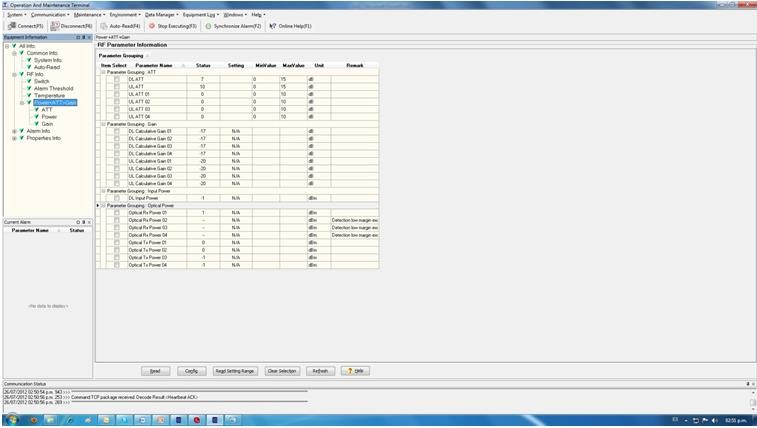 Operation And Maintenance Terminal
System Communication Maintenance Environment Data Manager Equipment Log Windows Help
Connect(F5) Disconnect(F6) Auto-Read(F4) Stop Executing(F3) Synchronize Alarm(F2) Online Help(F1)
Equipment Information
All Info
Common Info
System Info
Auto-Read
RF Info
Switch
Alarm Threshold
Temperature
Power+ATT+Gain
ATT
Power
Gain
Alarm Info
Properties Info
Current Alarm
Parameter Name Status
<No data to display>
Power+ATT+Gain
RF Parameter Information
Parameter Grouping
Item Select Parameter Name Status Setting MinValue MaxValue Unit Remark
Parameter Grouping : ATT
DL ATT 7 0 15 dB
UL ATT 10 0 15 dB
UL ATT 01 0 0 10 dB
UL ATT 02 0 0 10 dB
UL ATT 03 0 0 10 dB
UL ATT 04 0 0 10 dB
Parameter Grouping : Gain
DL Calculative Gain 01 -17 N/A dB
DL Calculative Gain 02 -17 N/A dB
DL Calculative Gain 03 -17 N/A dB
DL Calculative Gain 04 -17 N/A dB
UL Calculative Gain 01 -20 N/A dB
UL Calculative Gain 02 -20 N/A dB
UL Calculative Gain 03 -20 N/A dB
UL Calculative Gain 04 -20 N/A dB
Parameter Grouping : Input Power
DL Input Power -1 N/A dBm
Parameter Grouping : Optical Power
Optical Rx Power 01 1 N/A dBm
Optical Rx Power 02 -- N/A dBm Detection low margin exc
Optical Rx Power 03 -- N/A dBm Detection low margin exc
Optical Rx Power 04 -- N/A dBm Detection low margin exc
Optical Tx Power 01 0 N/A dBm
Optical Tx Power 02 0 N/A dBm
Optical Tx Power 03 -1 N/A dBm
Optical Tx Power 04 -1 N/A dBm
Read Config Read Setting Range Clear Selection Refresh Help
Communication Status
26/07/2012 02:50:54 p.m. 943 >>>
26/07/2012 02:50:56 p.m. 253 >>> Command TCP package received. Decode Result:<Heartbeat ACK>
26/07/2012 02:50:56 p.m. 269 >>>
ES 02:55 p.m.